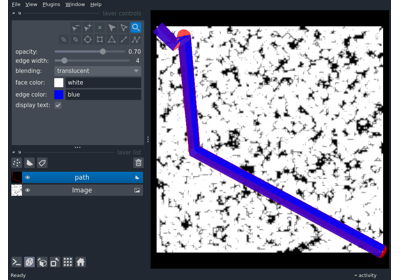 File View Plugins Window Help
layer controls
opacity: 0.70
edge width: 4
blending: translucent
face color: white
edge color: blue
display text:
layer list
path
Image
Ready
activity